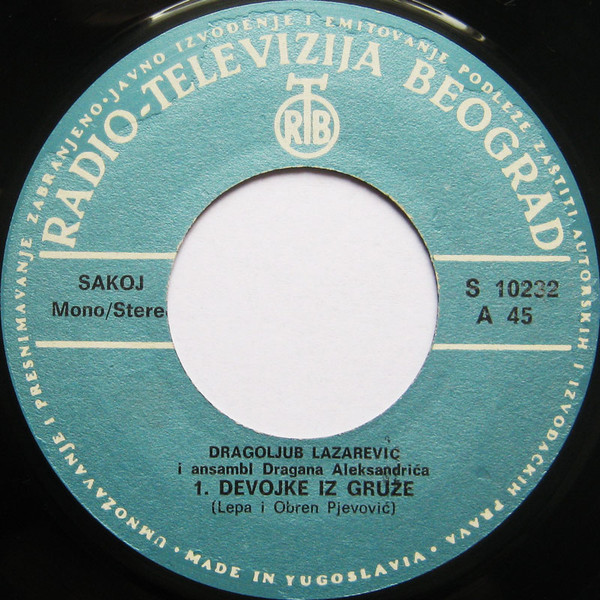 UMNOŽAVANJE I PRESNIMAVANJE ZABRANJENO · JAVNO IZVOĐENJE I EMITOVANJE PODLEŽE ZAŠTITI AUTORSKIH I IZVOĐAČKIH PRAVA ·
RADIO-TELEVIZIJA BEOGRAD
RTB
SAKOJ
Mono/Stereo
S 10232
A 45
DRAGOLJUB LAZAREVIĆ
i ansambl Dragana Aleksandrića
1. DEVOJKE IZ GRUŽE
(Lepa i Obren Pjevović)
MADE IN YUGOSLAVIA